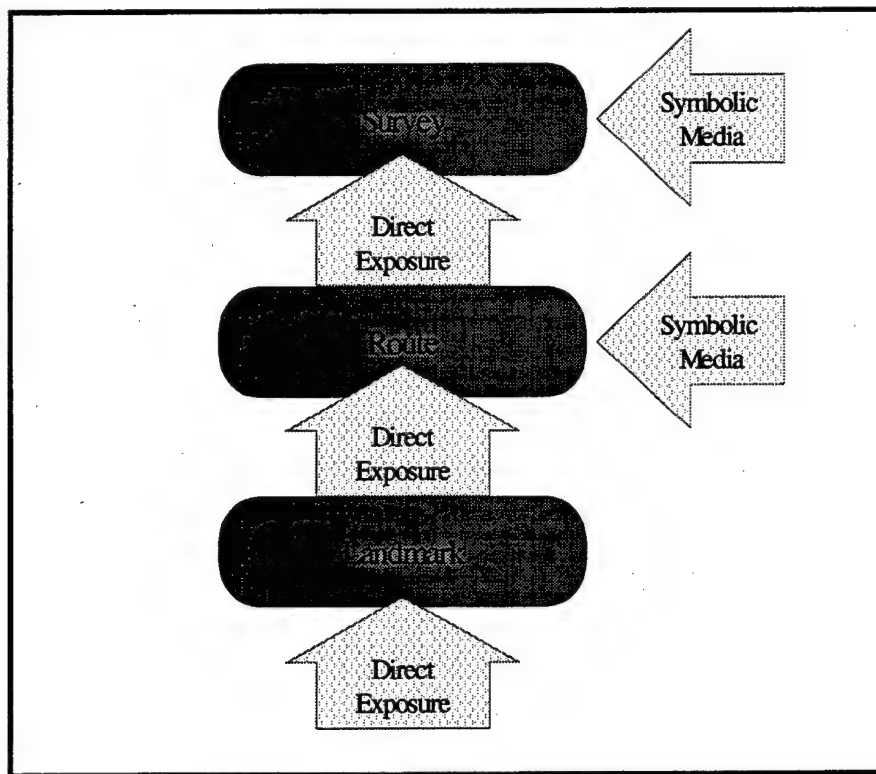 Survey
Symbolic
Media
Direct
Exposure
Route
Symbolic
Media
Direct
Exposure
Landmark
Direct
Exposure